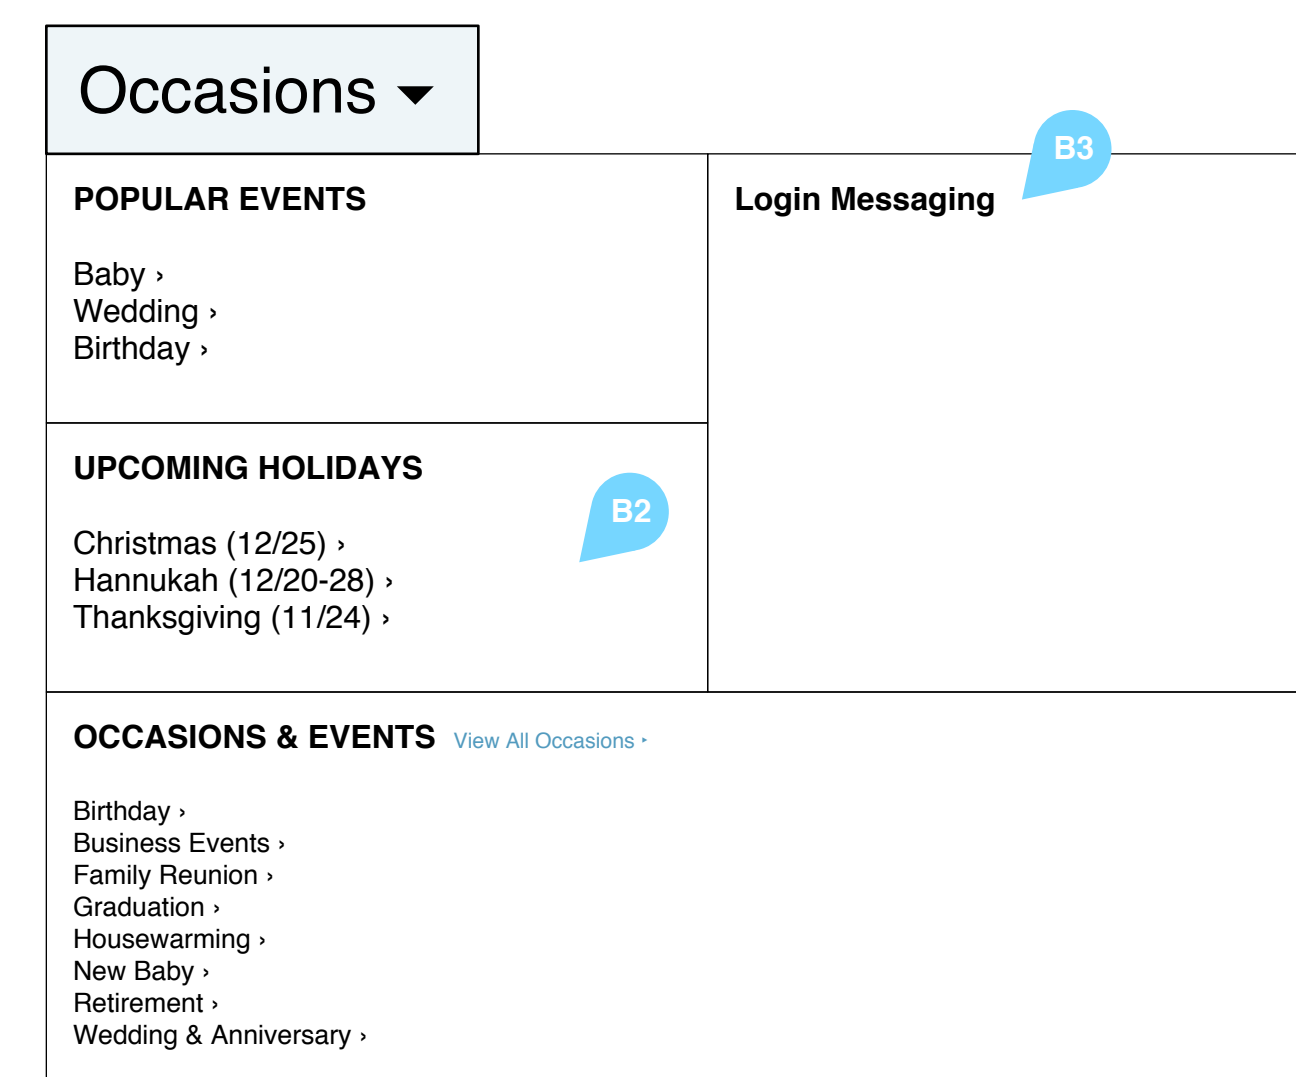 Occasions
B3
POPULAR EVENTS
Baby ›
Wedding ›
Birthday ›
Login Messaging
UPCOMING HOLIDAYS
B2
Christmas (12/25) ›
Hannukah (12/20-28) ›
Thanksgiving (11/24) ›
OCCASIONS & EVENTS View All Occasions ‣
Birthday ›
Business Events ›
Family Reunion ›
Graduation ›
Housewarming ›
New Baby ›
Retirement ›
Wedding & Anniversary ›